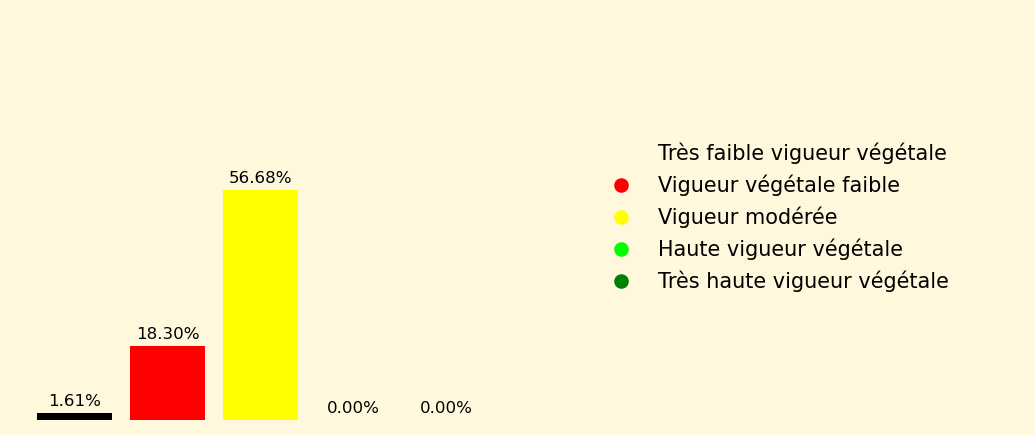 56.68%
18.30%
1.61%
0.00%
0.00%
Très faible vigueur végétale
Vigueur végétale faible
Vigueur modérée
Haute vigueur végétale
Très haute vigueur végétale